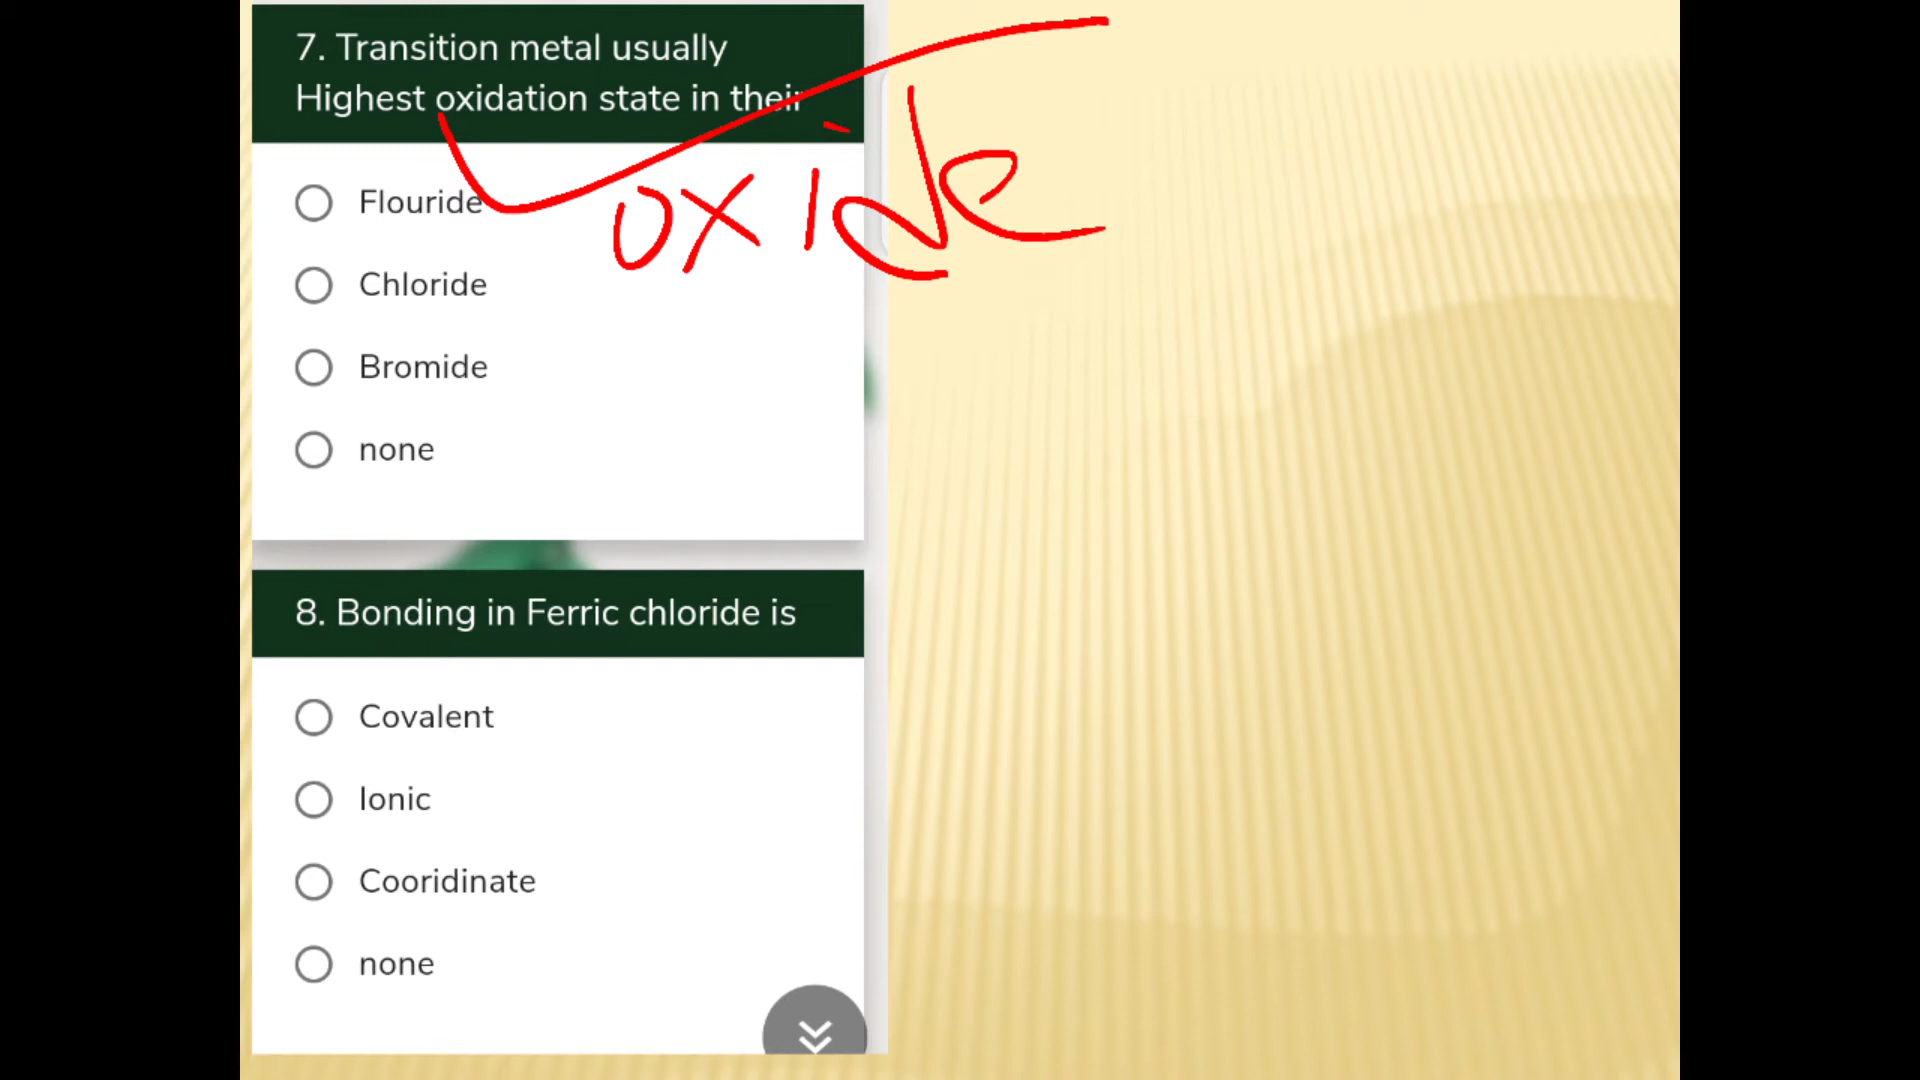 7. Transition metal usually
Highest oxidation state in their
Flouride
oxide
Chloride
Bromide
none
8. Bonding in Ferric chloride is
Covalent
Ionic
Cooridinate
none